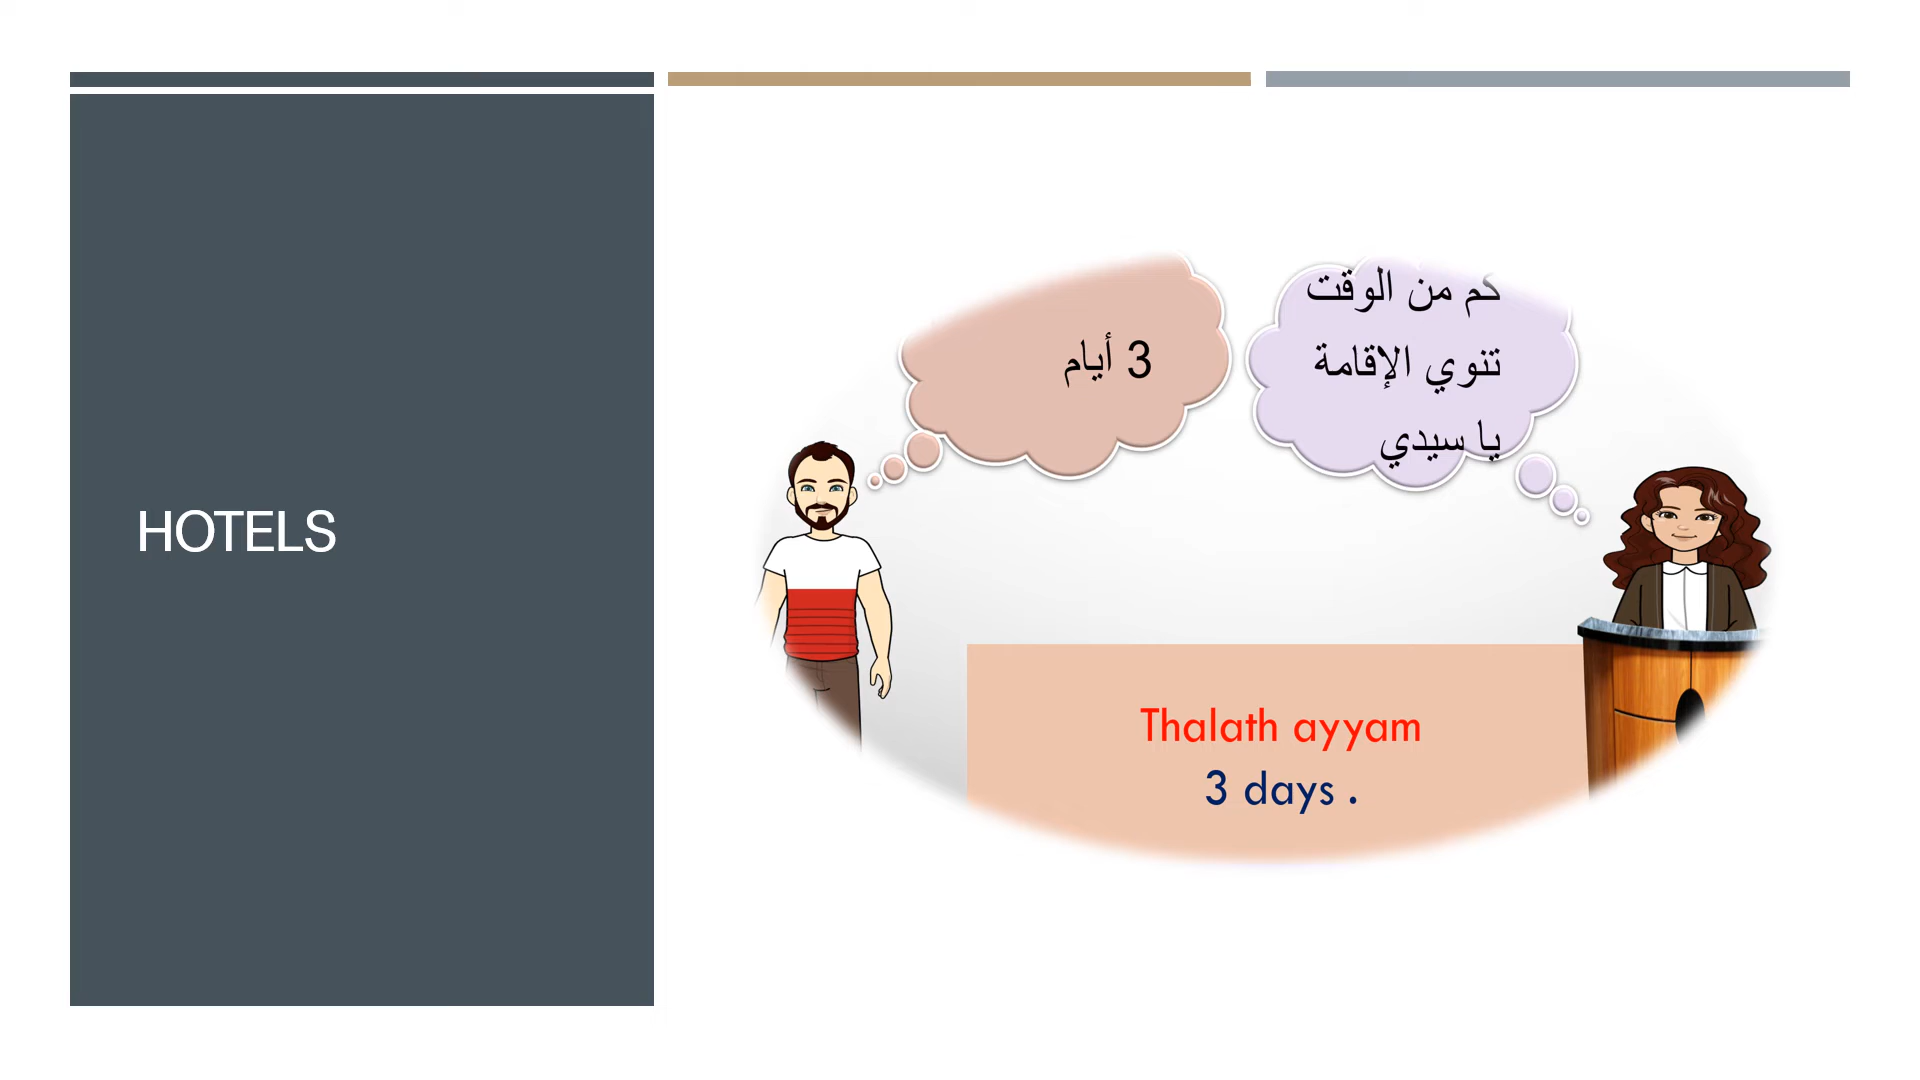 HOTELS
كم من الوقت
تنوي الإقامة
يا سيدي
3 أيام
Thalath ayyam
3 days .